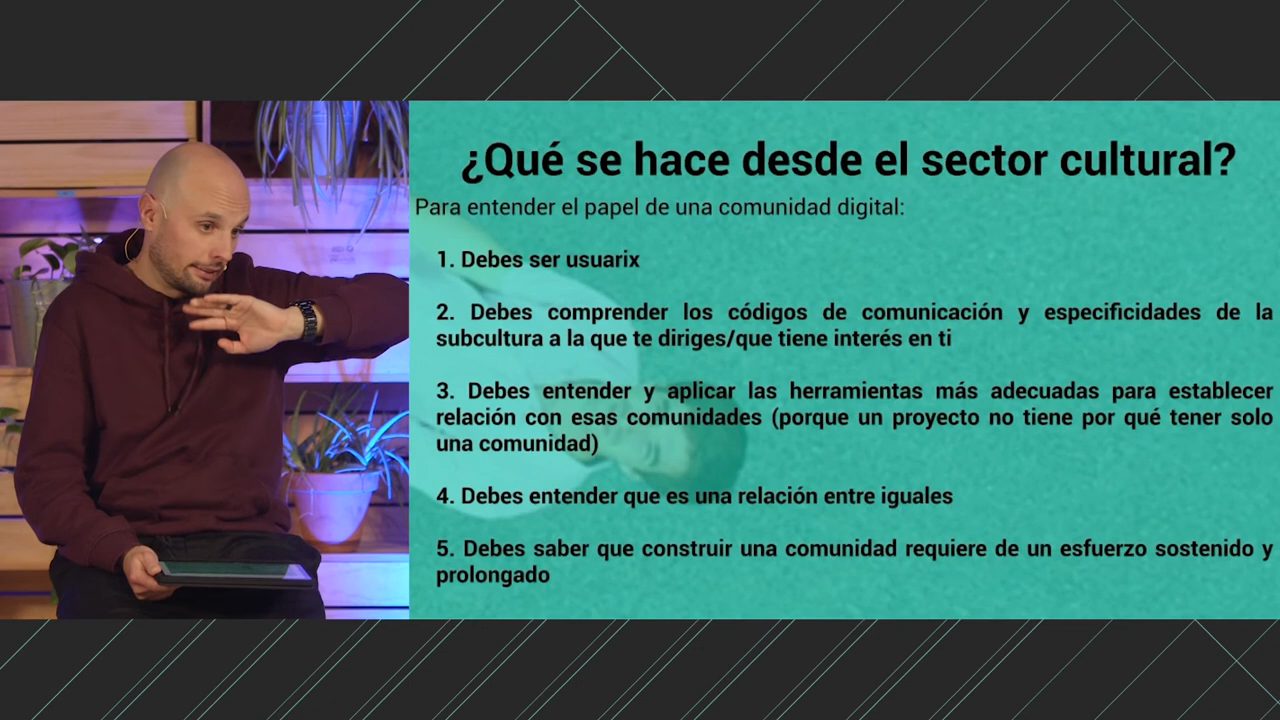 ¿Qué se hace desde el sector cultural?
Para entender el papel de una comunidad digital:
1. Debes ser usuarix
2. Debes comprender los códigos de comunicación y especificidades de la
subcultura a la que te diriges/que tiene interés en ti
3. Debes entender y aplicar las herramientas más adecuadas para establecer
relación con esas comunidades (porque un proyecto no tiene por qué tener solo
una comunidad)
4. Debes entender que es una relación entre iguales
5. Debes saber que construir una comunidad requiere de un esfuerzo sostenido y
prolongado